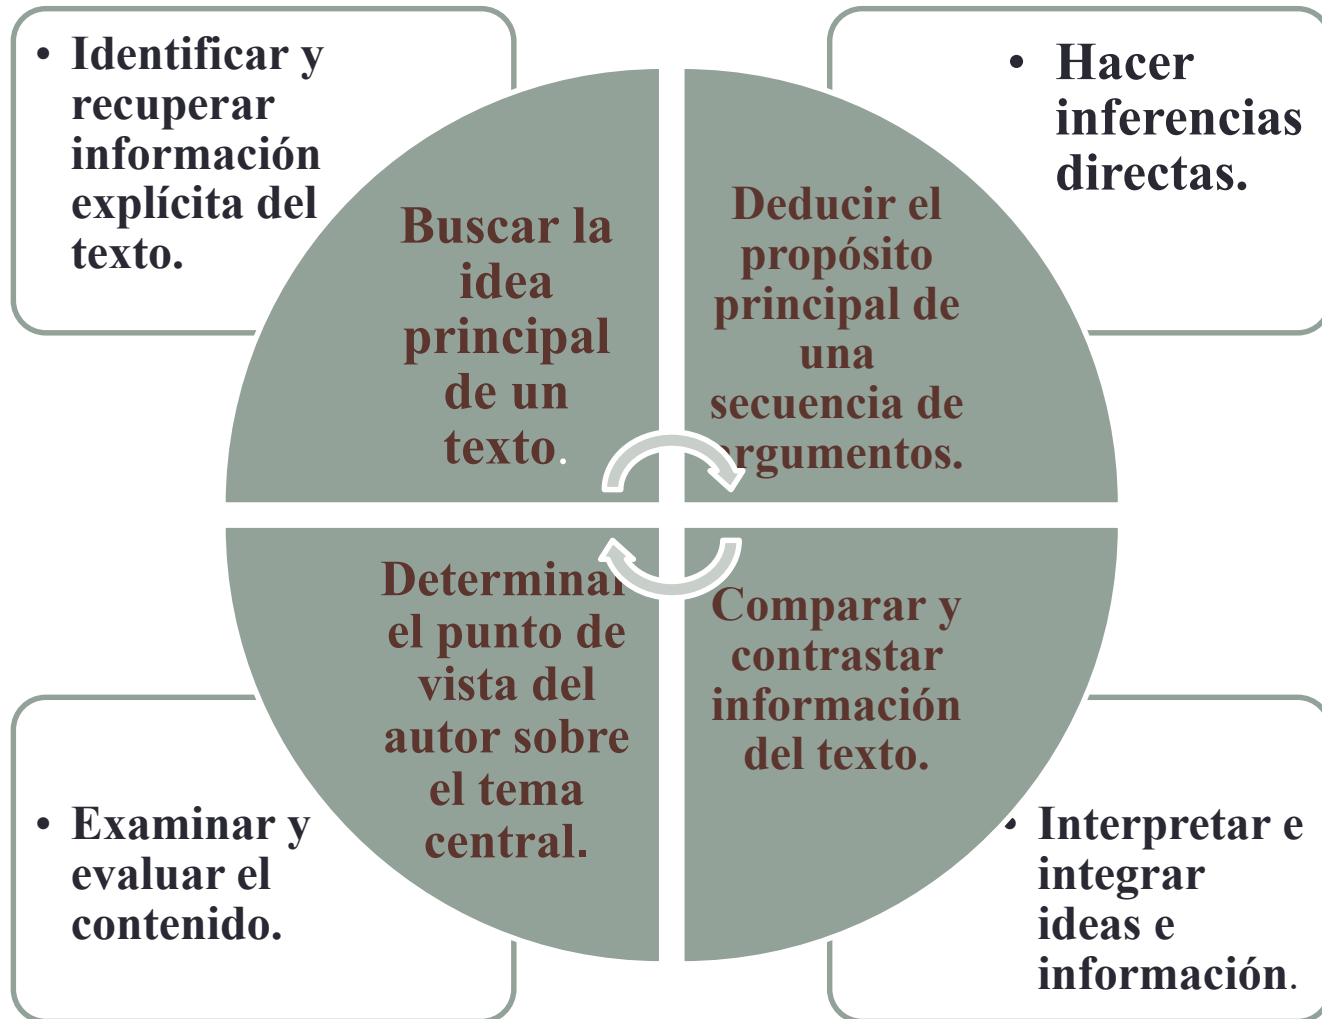 • Identificar y
recuperar
información
explícita del
texto.
• Hacer
inferencias
directas.
Buscar la
idea
principal
de un
texto.
Deducir el
propósito
principal de
una
secuencia de
argumentos.
Determinar
el punto de
vista del
autor sobre
el tema
central.
Comparar y
contrastar
información
del texto.
• Examinar y
evaluar el
contenido.
• Interpretar e
integrar
ideas e
información.